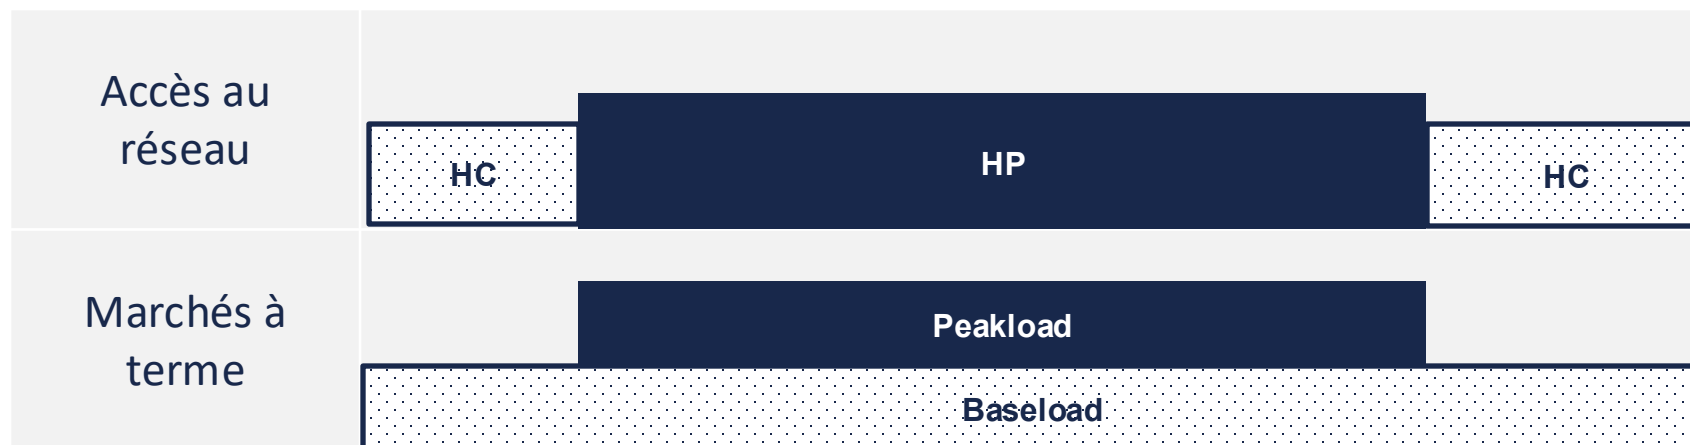 Accès au
réseau
HC
HP
HC
Marchés à
terme
Peakload
Baseload